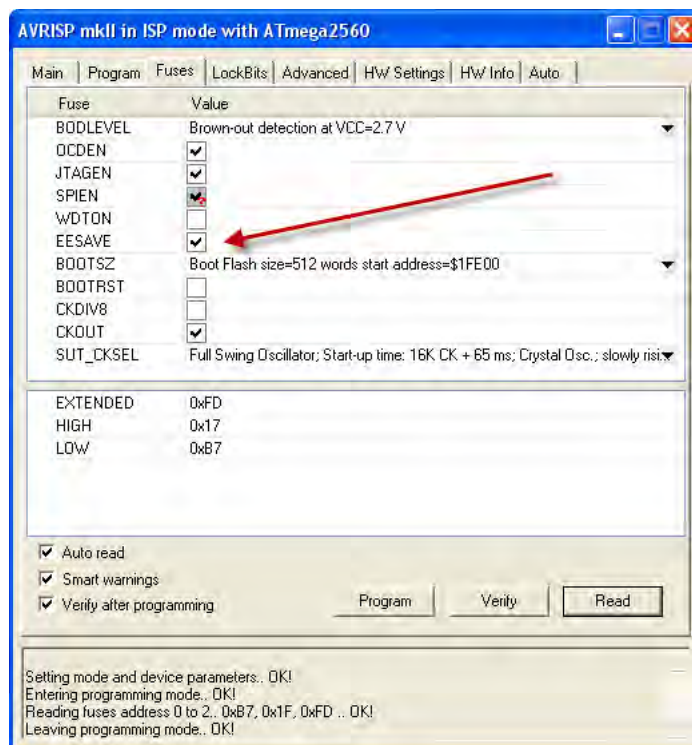 AVRISP mkII in ISP mode with ATmega2560
Main Program Fuses LockBits Advanced HW Settings HW Info Auto
Fuse Value
BODLEVEL Brown-out detection at VCC=2.7 V
OCDEN
JTAGEN
SPIEN
WDTON
EESAVE
BOOTSZ Boot Flash size=512 words start address=$1FE00
BOOTRST
CKDIV8
CKOUT
SUT_CKSEL Full Swing Oscillator; Start-up time: 16K CK + 65 ms; Crystal Osc.; slowly risi
EXTENDED 0xFD
HIGH 0x17
LOW 0xB7
Auto read
Smart warnings
Verify after programming
Program Verify Read
Setting mode and device parameters.. OK!
Entering programming mode.. OK!
Reading fuses address 0 to 2.. 0xB7, 0x1F, 0xFD .. OK!
Leaving programming mode.. OK!